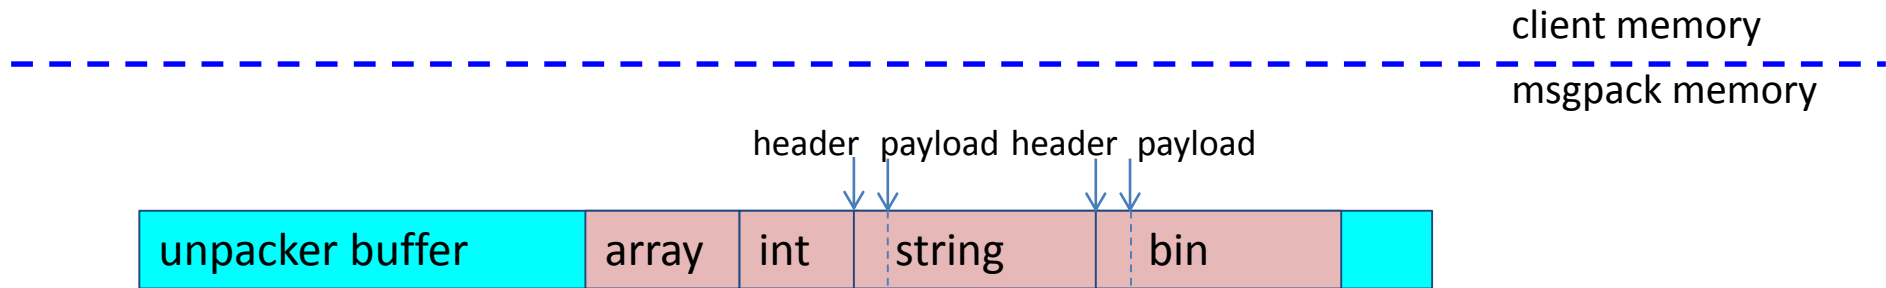 client memory
msgpack memory
header payload header payload
unpacker buffer array int string bin